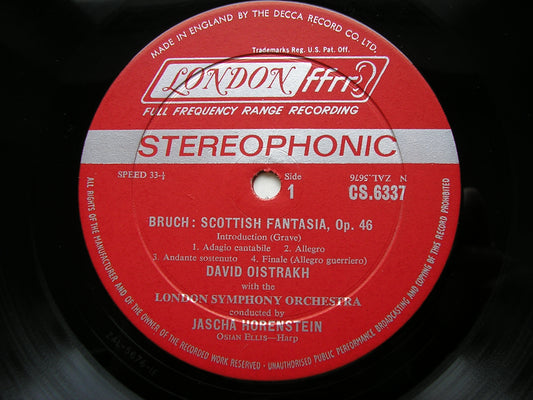 MADE IN ENGLAND BY THE DECCA RECORD CO. LTD.
Trademarks Reg. U.S. Pat. Off.
LONDON ffrr
FULL FREQUENCY RANGE RECORDING
STEREOPHONIC
SPEED 33-⅓
Side
1
N ZAL.5676
CS.6337
BRUCH: SCOTTISH FANTASIA, Op. 46
Introduction (Grave)
1. Adagio cantabile 2. Allegro
3. Andante sostenuto 4. Finale (Allegro guerriero)
DAVID OISTRAKH
with the
LONDON SYMPHONY ORCHESTRA
conducted by
JASCHA HORENSTEIN
OSIAN ELLIS—Harp
ALL RIGHTS OF THE MANUFACTURER AND OF THE OWNER OF THE RECORDED WORK RESERVED - UNAUTHORISED PUBLIC PERFORMANCE, BROADCASTING AND COPYING OF THIS RECORD PROHIBITED